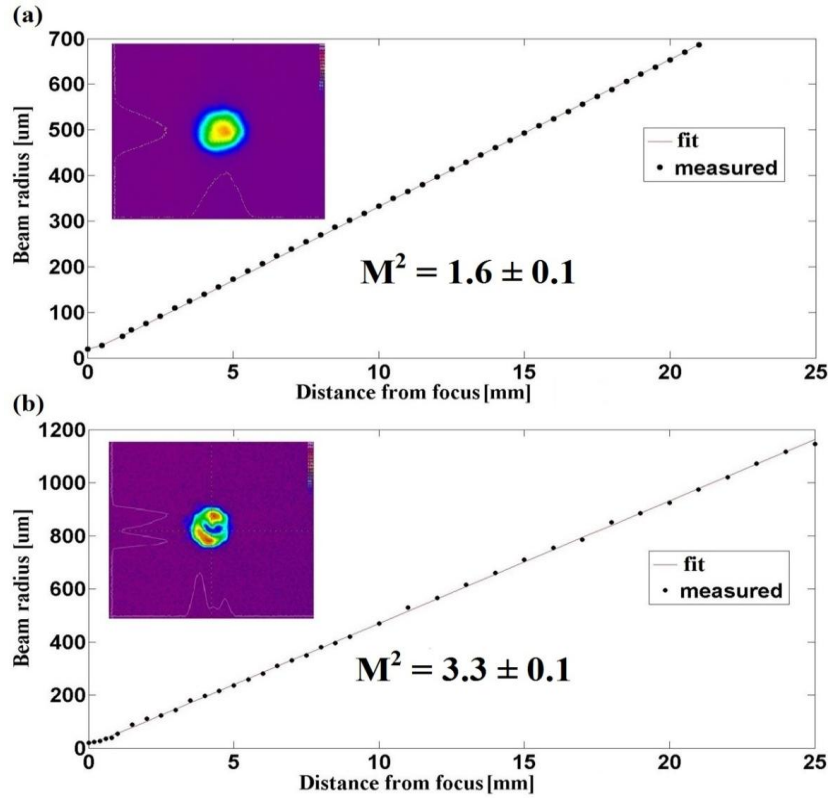 (a)
700
600
500
400
300
200
100
0
Beam radius [um]
fit
measured
M² = 1.6 ± 0.1
0 5 10 15 20 25
Distance from focus [mm]
(b)
1200
1000
800
600
400
200
0
Beam radius [um]
fit
measured
M² = 3.3 ± 0.1
0 5 10 15 20 25
Distance from focus [mm]